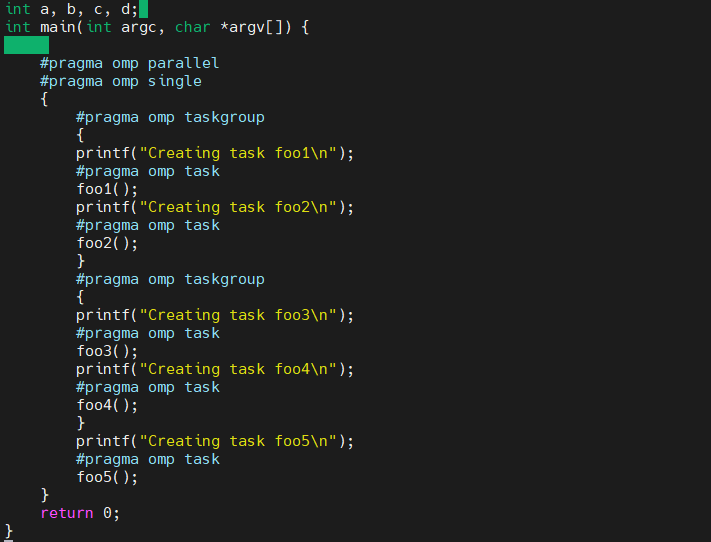 int a, b, c, d;
int main(int argc, char *argv[]) {
#pragma omp parallel
#pragma omp single
{
#pragma omp taskgroup
{
printf("Creating task foo1\n");
#pragma omp task
foo1();
printf("Creating task foo2\n");
#pragma omp task
foo2();
}
#pragma omp taskgroup
{
printf("Creating task foo3\n");
#pragma omp task
foo3();
printf("Creating task foo4\n");
#pragma omp task
foo4();
}
printf("Creating task foo5\n");
#pragma omp task
foo5();
}
return 0;
}